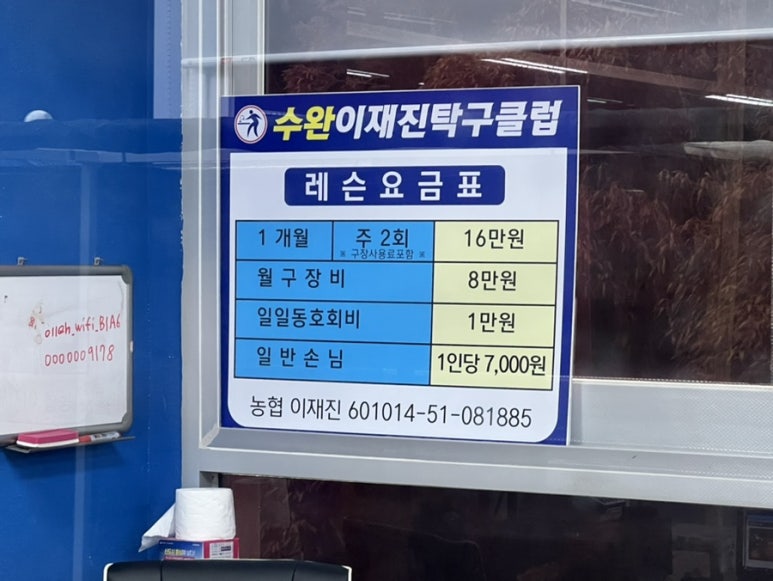 수완이재진탁구클럽
레슨요금표
1개월 주 2회 16만원
※ 구장사용료포함 ※
월구장비 8만원
일일동호회비 1만원
일반손님 1인당 7,000원
농협 이재진 601014-51-081885
olleh_wifi_B1A6
0000009178